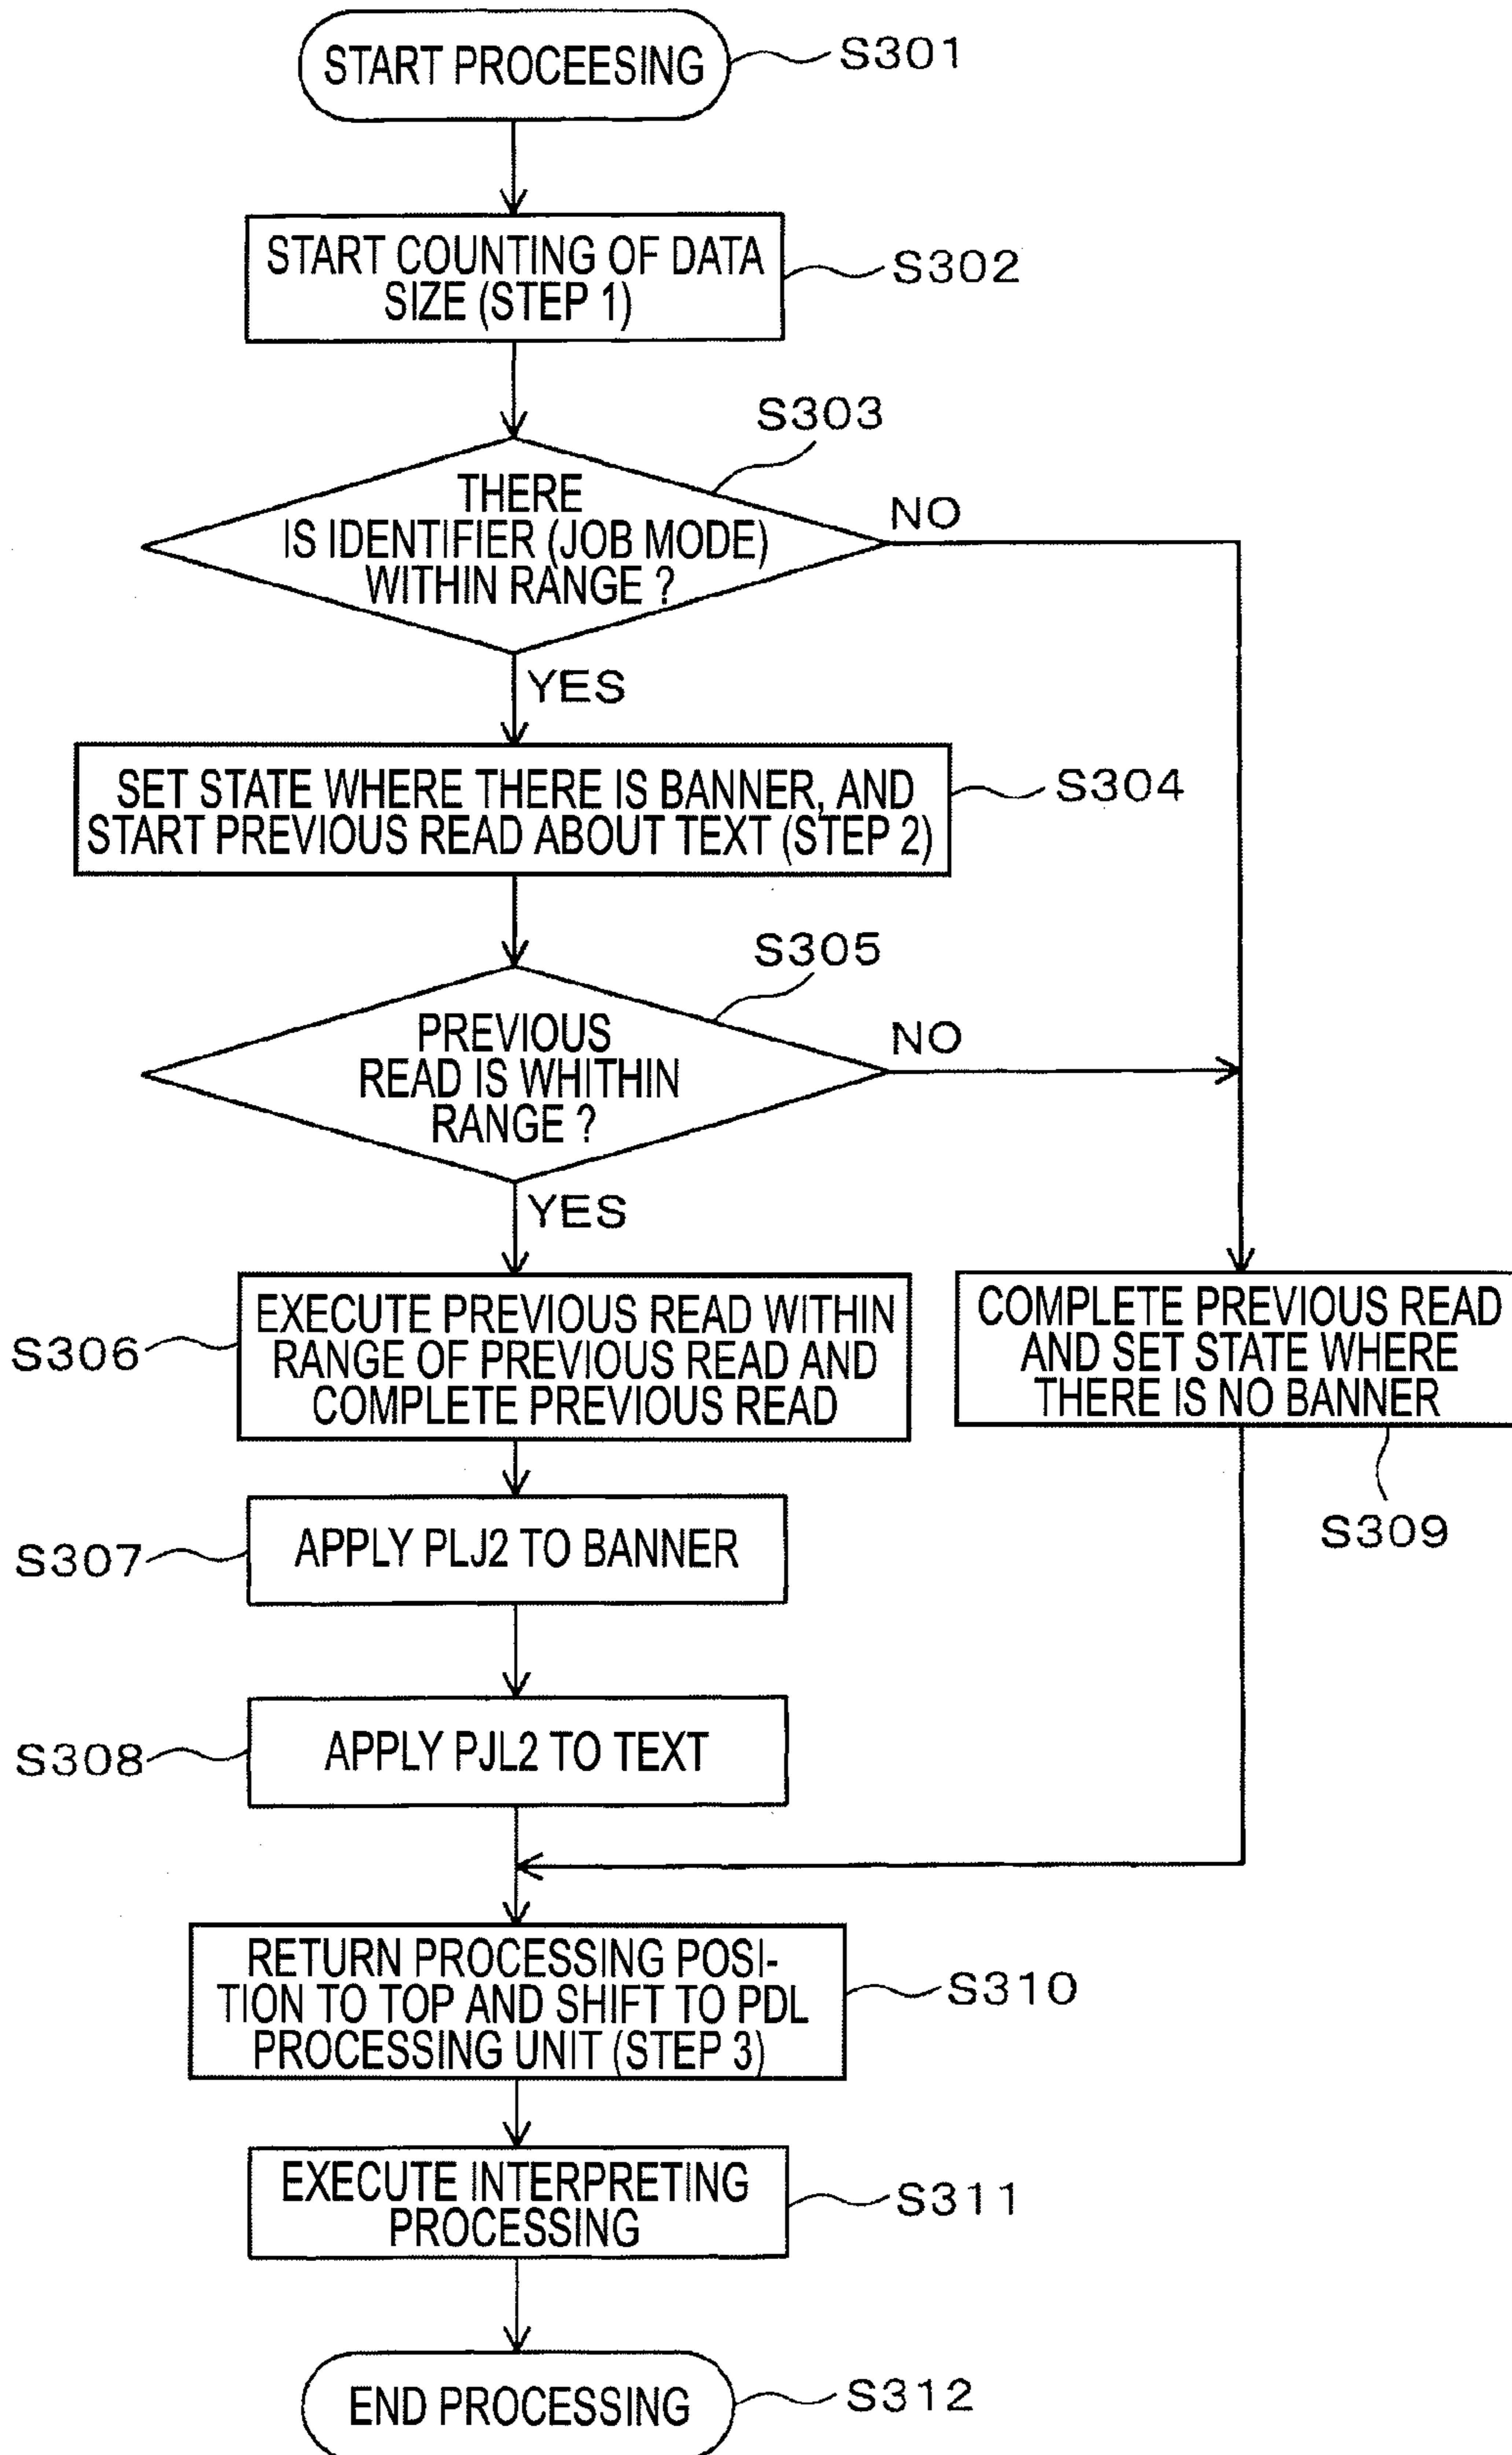 START PROCEESING
S301
START COUNTING OF DATA
SIZE (STEP 1)
S302
S303
THERE
IS IDENTIFIER (JOB MODE)
WITHIN RANGE ?
NO
YES
SET STATE WHERE THERE IS BANNER, AND
START PREVIOUS READ ABOUT TEXT (STEP 2)
S304
S305
PREVIOUS
READ IS WHITHIN
RANGE ?
NO
YES
S306
EXECUTE PREVIOUS READ WITHIN
RANGE OF PREVIOUS READ AND
COMPLETE PREVIOUS READ
COMPLETE PREVIOUS READ
AND SET STATE WHERE
THERE IS NO BANNER
S309
S307
APPLY PLJ2 TO BANNER
S308
APPLY PJL2 TO TEXT
RETURN PROCESSING POSI-
TION TO TOP AND SHIFT TO PDL
PROCESSING UNIT (STEP 3)
S310
EXECUTE INTERPRETING
PROCESSING
S311
END PROCESSING
S312